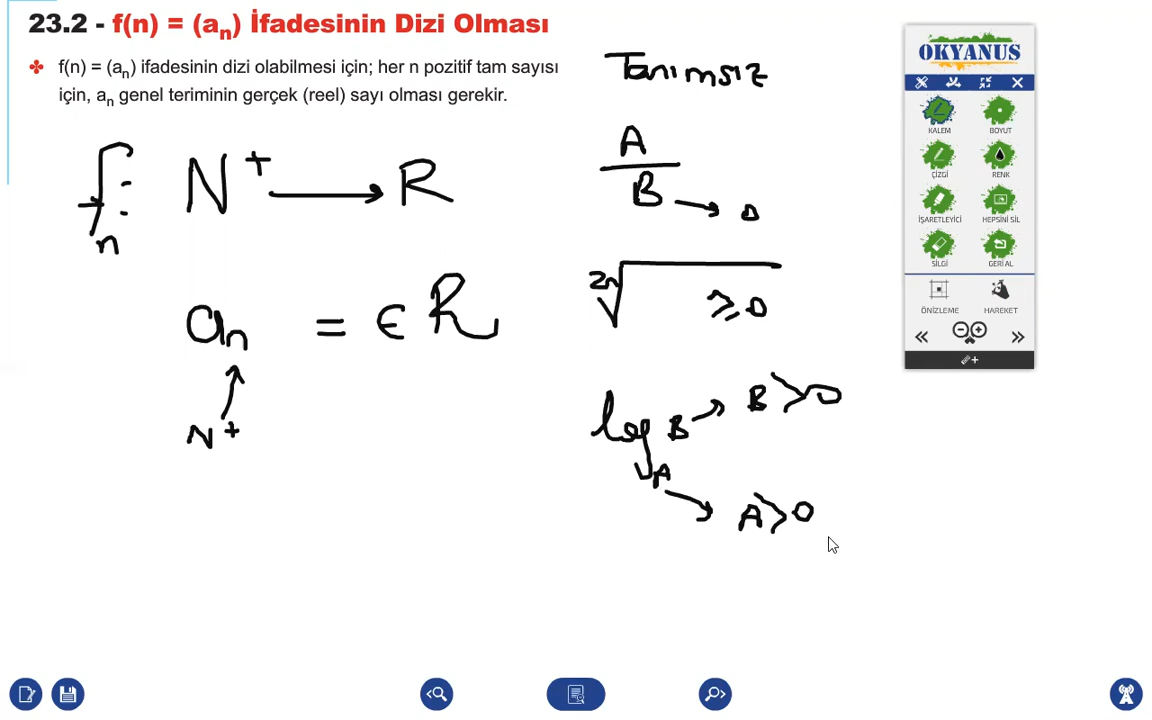 23.2 - f(n) = (aₙ) İfadesinin Dizi Olması
f(n) = (aₙ) ifadesinin dizi olabilmesi için; her n pozitif tam sayısı
için, aₙ genel teriminin gerçek (reel) sayı olması gerekir.
f : N⁺ → R
n
aₙ = ∈ R
N⁺
Tanımsız
A
B → 0
2n√ ≥0
log B → B>0
A → A>0
OKYANUS
KALEM BOYUT
ÇİZGİ RENK
İŞARETLEYİCİ HEPSİNİ SİL
SİLGİ GERİ AL
ÖNİZLEME HAREKET